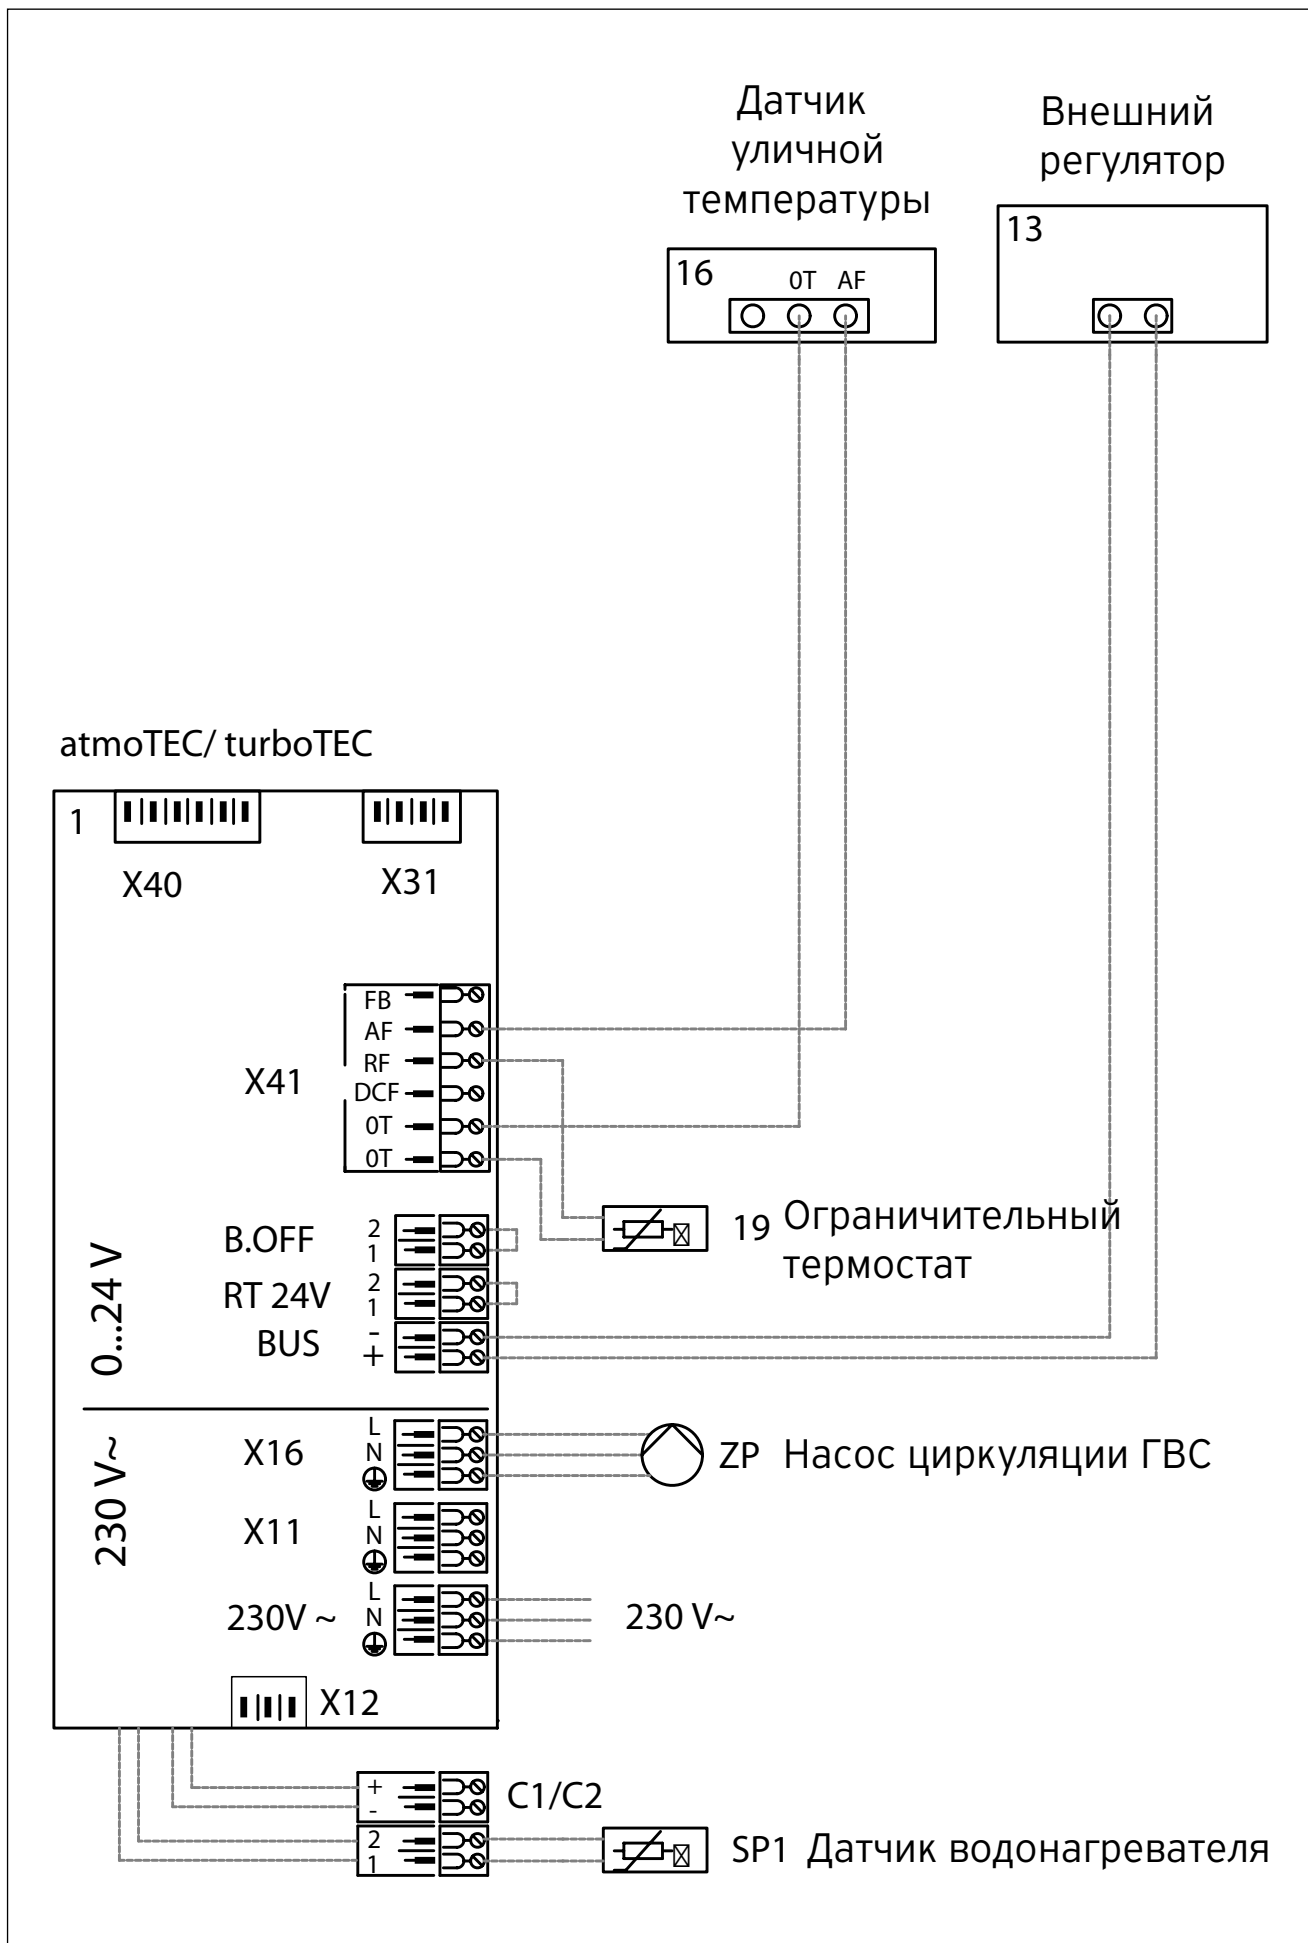 Датчик
уличной
температуры
Внешний
регулятор
16
0T AF
13
atmoTEC/ turboTEC
1
X40
X31
X41
FB
AF
RF
DCF
0T
0T
0...24 V
B.OFF
2
1
RT 24V
2
1
BUS
-
+
19 Ограничительный
термостат
230 V~
X16
L
N
ZP Насос циркуляции ГВС
X11
L
N
230V ~
L
N
230 V~
X12
+
-
C1/C2
2
1
SP1 Датчик водонагревателя